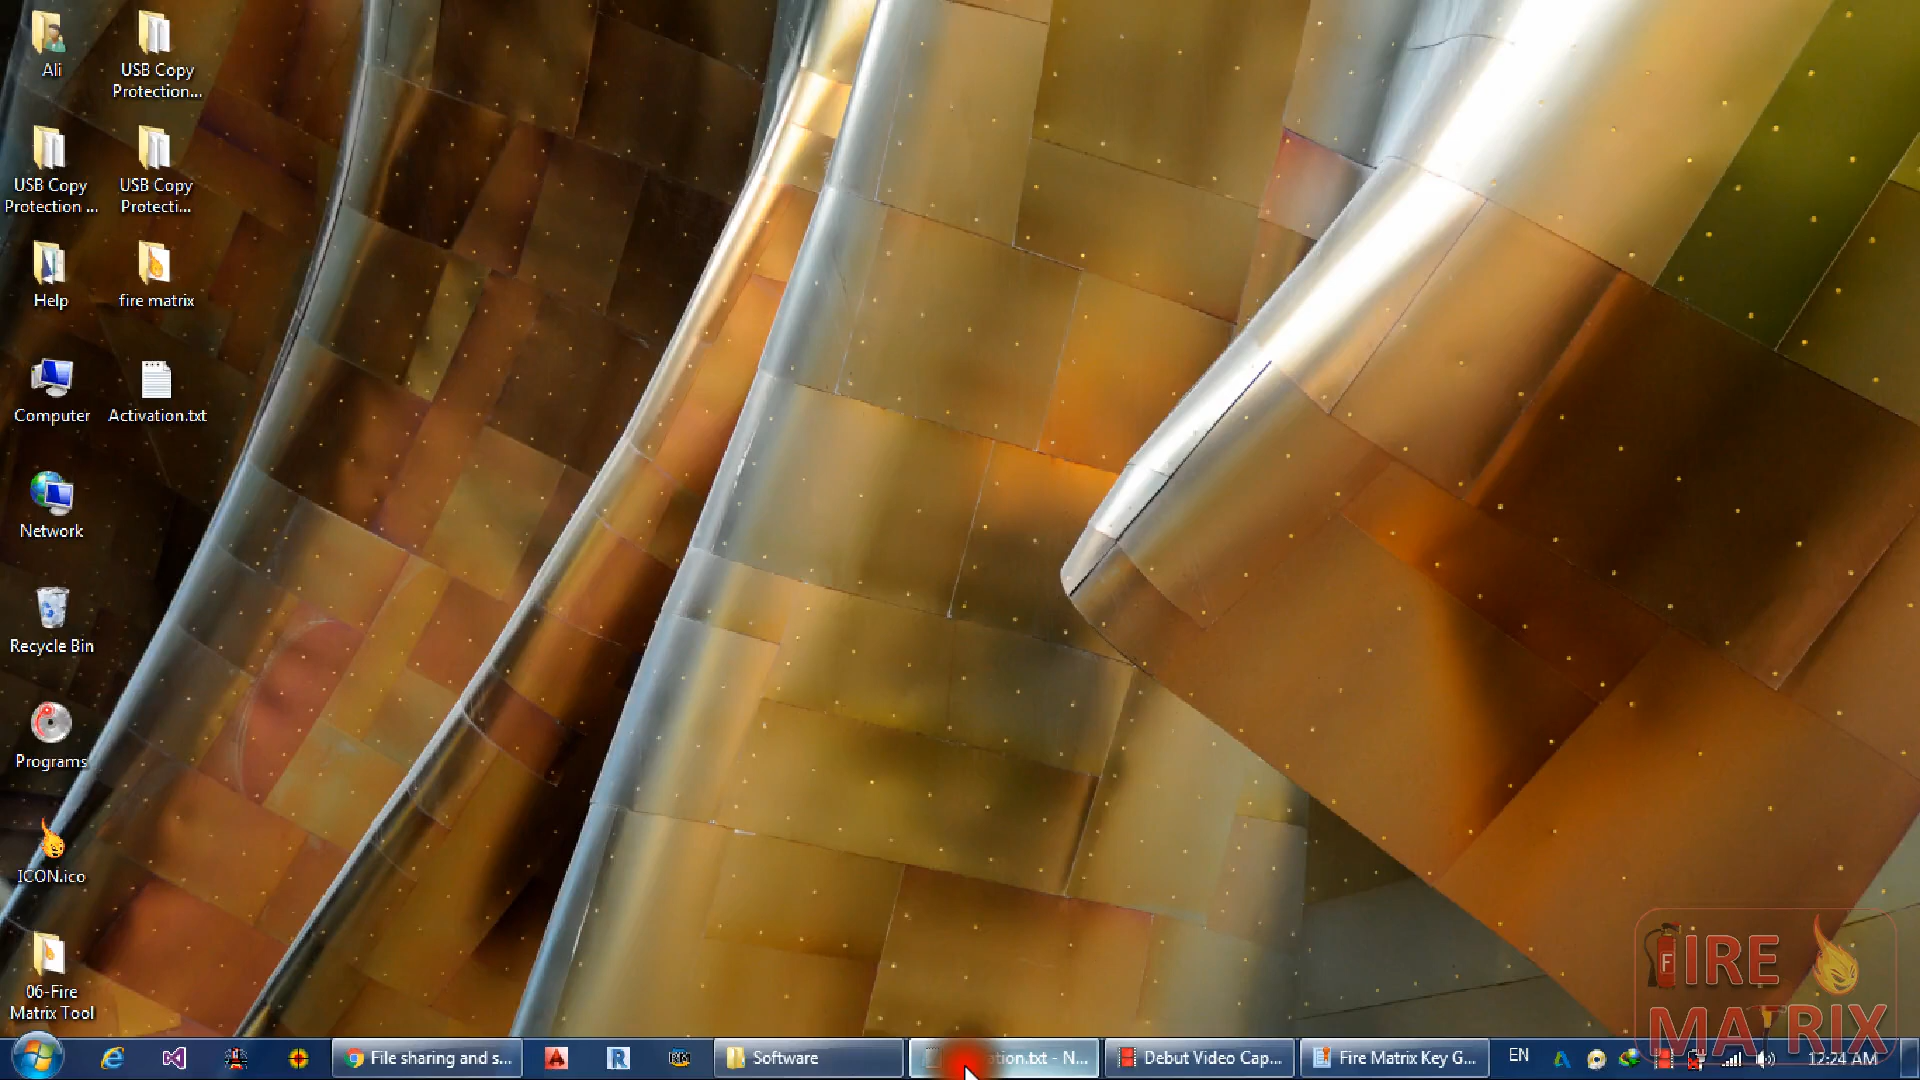 Ali
USB Copy
Protection...
USB Copy
Protection ...
USB Copy
Protecti...
Help
fire matrix
Computer
Activation.txt
Network
Recycle Bin
Programs
ICON.ico
06-Fire
Matrix Tool
FIRE
MATRIX
File sharing and s...
Software
ation.txt - N...
Debut Video Cap...
Fire Matrix Key G...
EN
12:24 AM